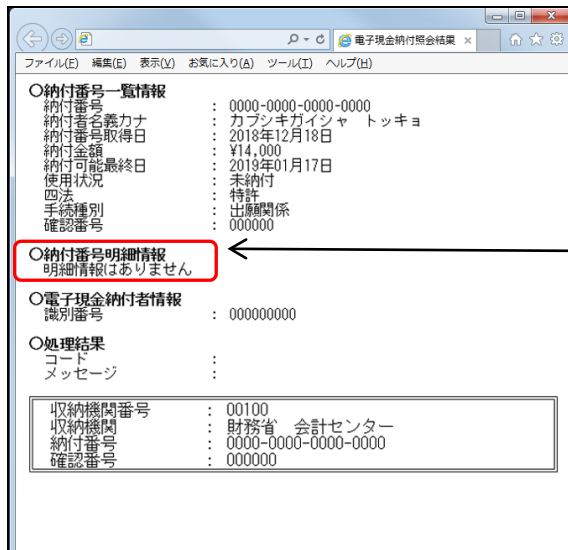 電子現金納付照会結果
ファイル(F) 編集(E) 表示(V) お気に入り(A) ツール(T) ヘルプ(H)
○納付番号一覧情報
納付番号 : 0000-0000-0000-0000
納付者名義カナ : カブシキガイシャ トッキョ
納付番号取得日 : 2018年12月18日
納付金額 : ¥14,000
納付可能最終日 : 2019年01月17日
使用状況 : 未納付
四法 : 特許
手続種別 : 出願関係
確認番号 : 000000
○納付番号明細情報
明細情報はありません
○電子現金納付者情報
識別番号 : 000000000
○処理結果
コード :
メッセージ :
収納機関番号 : 00100
収納機関 : 財務省 会計センター
納付番号 : 0000-0000-0000-0000
確認番号 : 000000